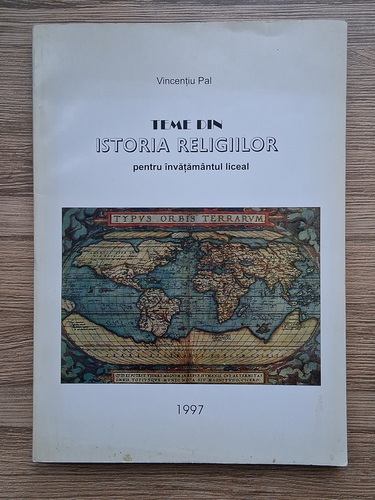 Vincențiu Pal
TEME DIN
ISTORIA RELIGIILOR
pentru învățământul liceal
TYPVS ORBIS TERRARVM
1997